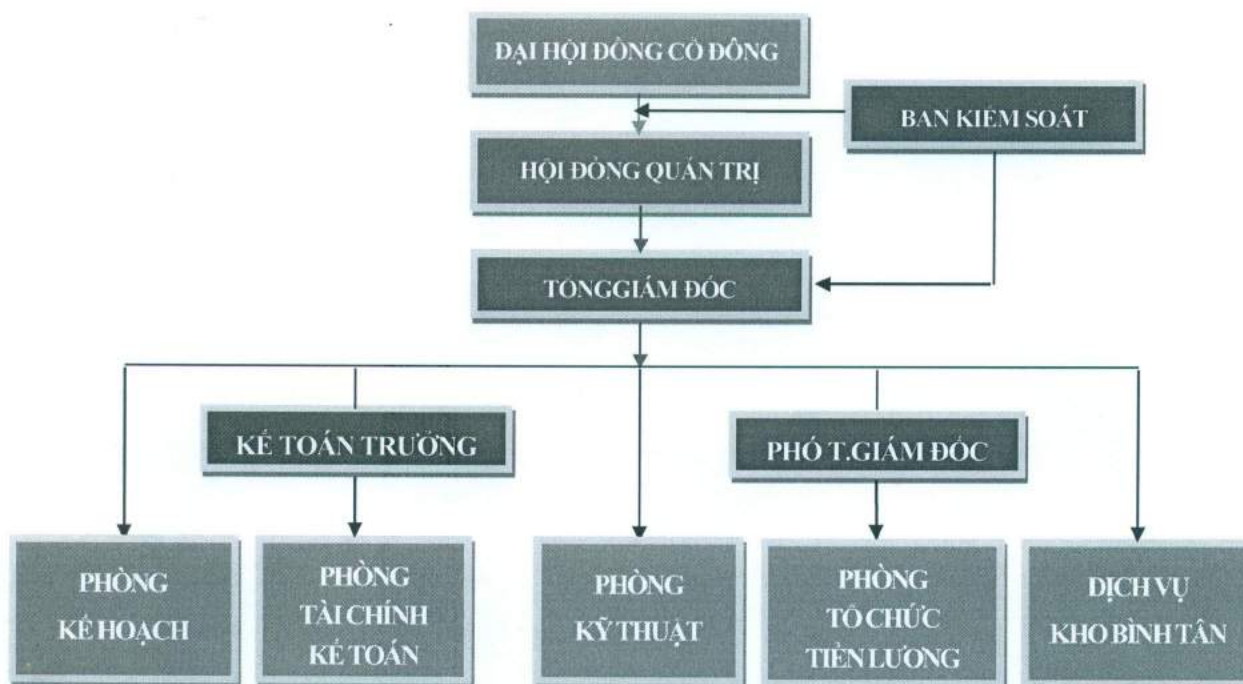 ĐẠI HỘI ĐỒNG CỔ ĐÔNG
BAN KIỂM SOÁT
HỘI ĐỒNG QUẢN TRỊ
TỔNGGIÁM ĐỐC
KẾ TOÁN TRƯỞNG
PHÓ T.GIÁM ĐỐC
PHÒNG
KẾ HOẠCH
PHÒNG
TÀI CHÍNH
KẾ TOÁN
PHÒNG
KỸ THUẬT
PHÒNG
TỔ CHỨC
TIỀN LƯƠNG
DỊCH VỤ
KHO BÌNH TÂN